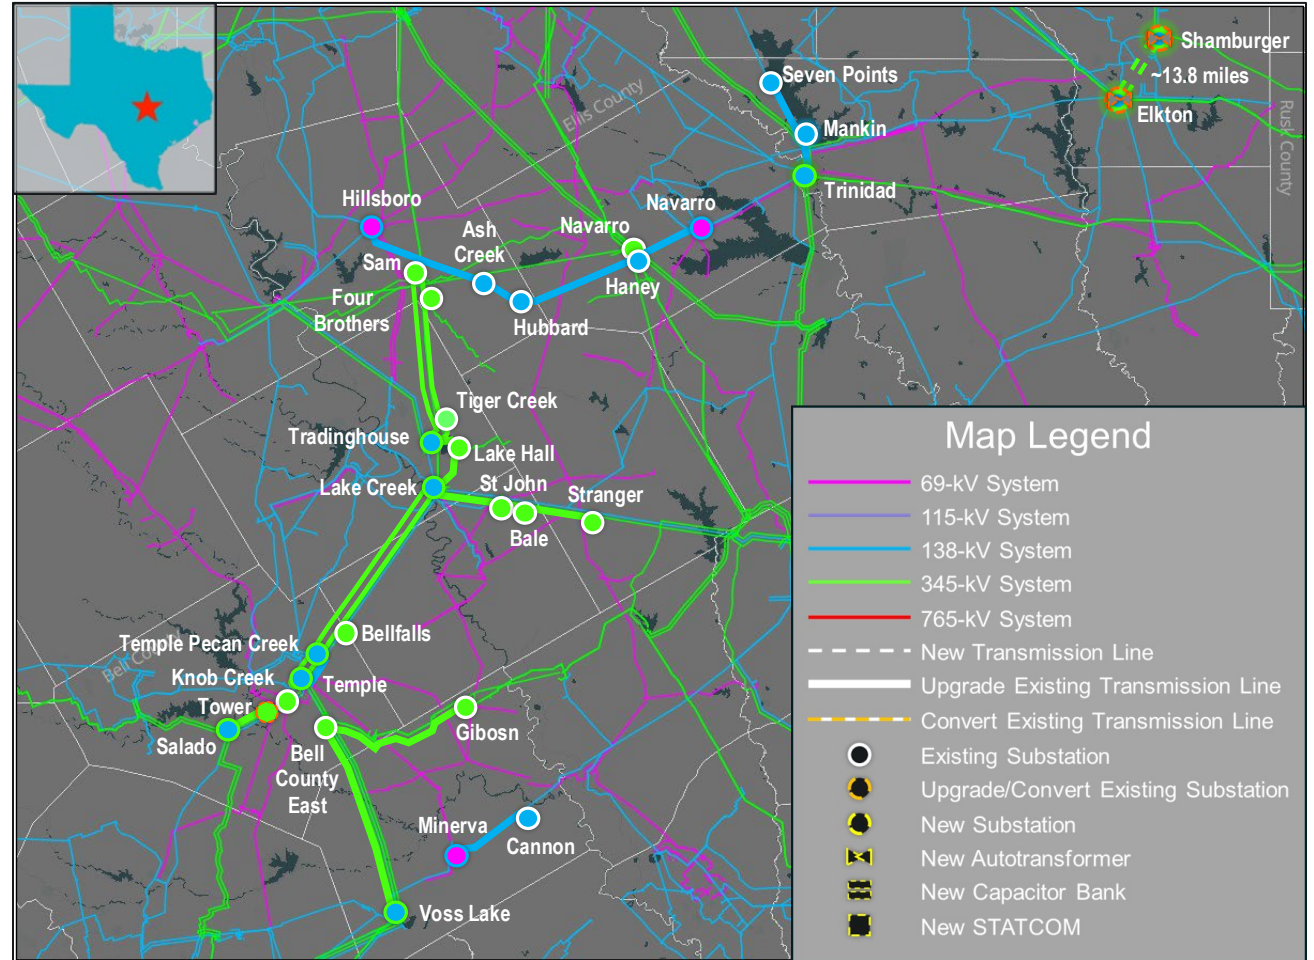 Shamburger
~13.8 miles
Elkton
Rusk County
Seven Points
Mankin
Trinidad
Ellis County
Hillsboro
Ash
Creek
Navarro
Navarro
Sam
Haney
Four
Brothers
Hubbard
Tiger Creek
Tradinghouse
Lake Hall
Lake Creek
St John
Stranger
Bale
Bellfalls
Temple Pecan Creek
Bell County
Knob Creek
Temple
Tower
Salado
Gibosn
Bell
County
East
Minerva
Cannon
Voss Lake
Map Legend
69-kV System
115-kV System
138-kV System
345-kV System
765-kV System
New Transmission Line
Upgrade Existing Transmission Line
Convert Existing Transmission Line
Existing Substation
Upgrade/Convert Existing Substation
New Substation
New Autotransformer
New Capacitor Bank
New STATCOM